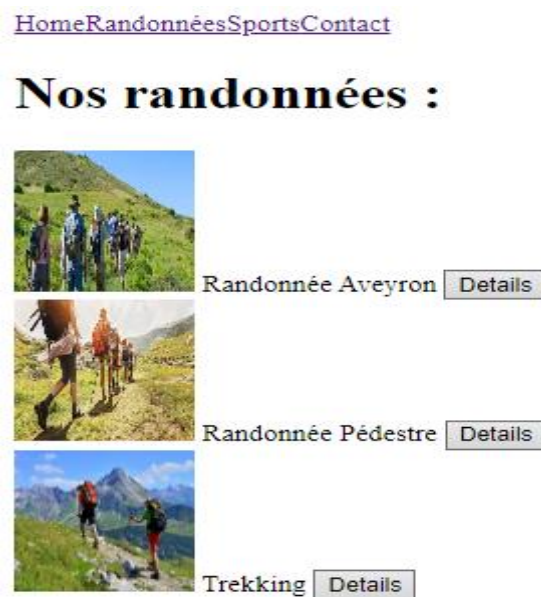 HomeRandonnéesSportsContact
Nos randonnées :
Randonnée Aveyron Details
Randonnée Pédestre Details
Trekking Details